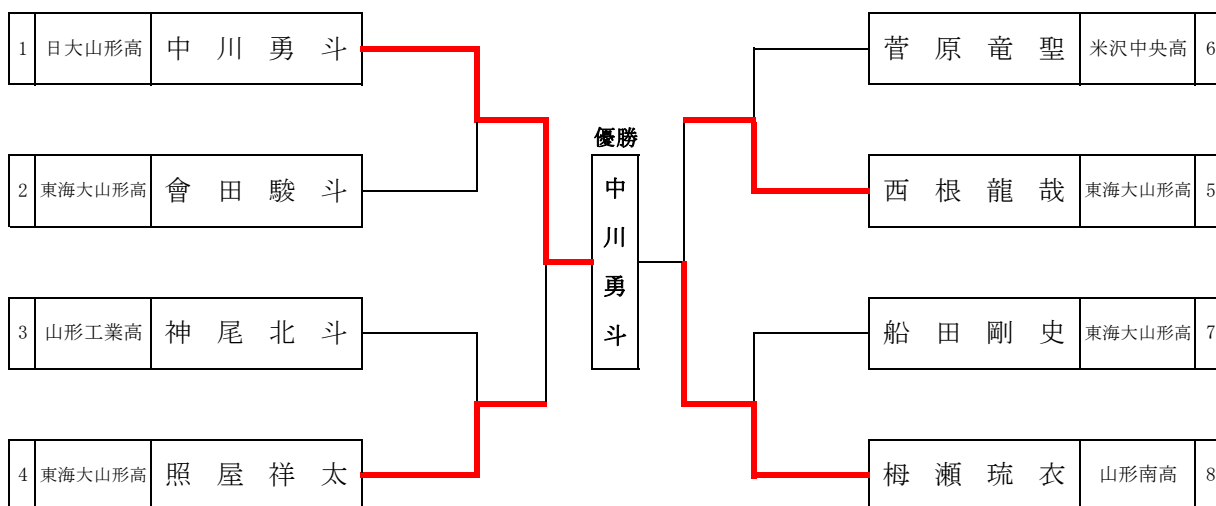 1 日大山形高 中川勇斗
2 東海大山形高 會田駿斗
3 山形工業高 神尾北斗
4 東海大山形高 照屋祥太
優勝
中川勇斗
菅原竜聖 米沢中央高 6
西根龍哉 東海大山形高 5
船田剛史 東海大山形高 7
栂瀬琉衣 山形南高 8